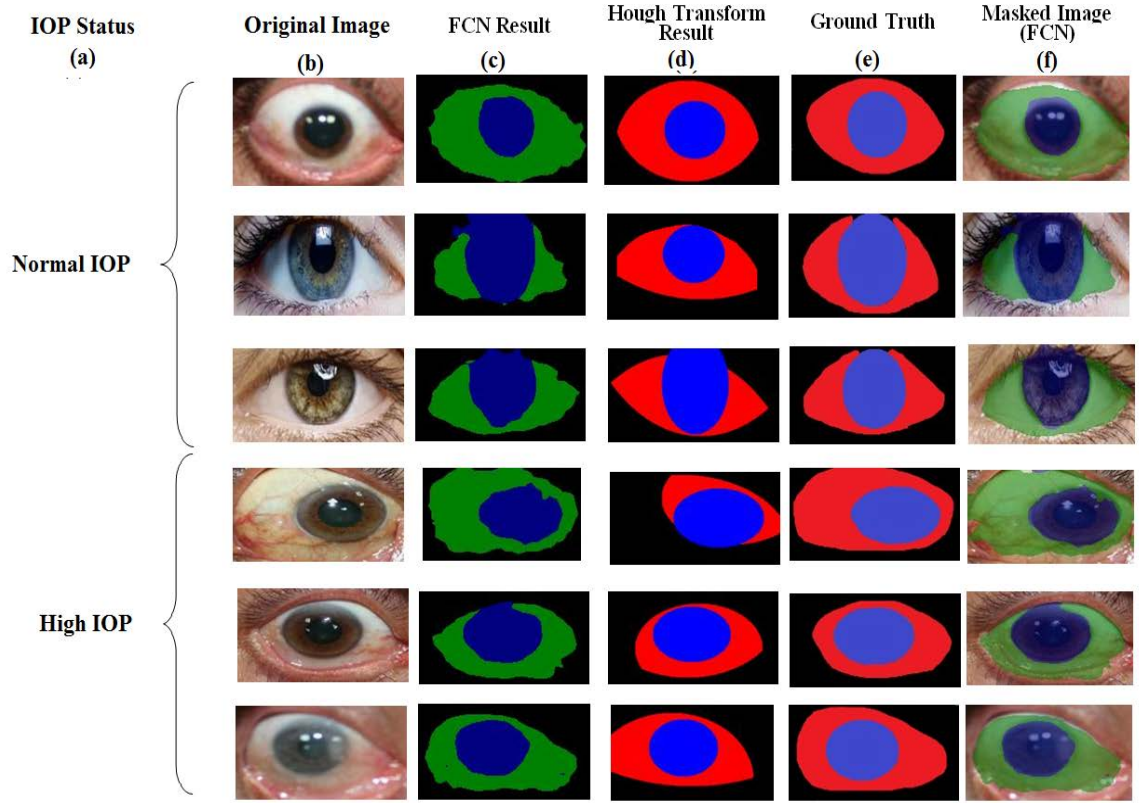 IOP Status
(a)
Original Image
(b)
FCN Result
(c)
Hough Transform
Result
(d)
Ground Truth
(e)
Masked Image
(FCN)
(f)
Normal IOP
High IOP